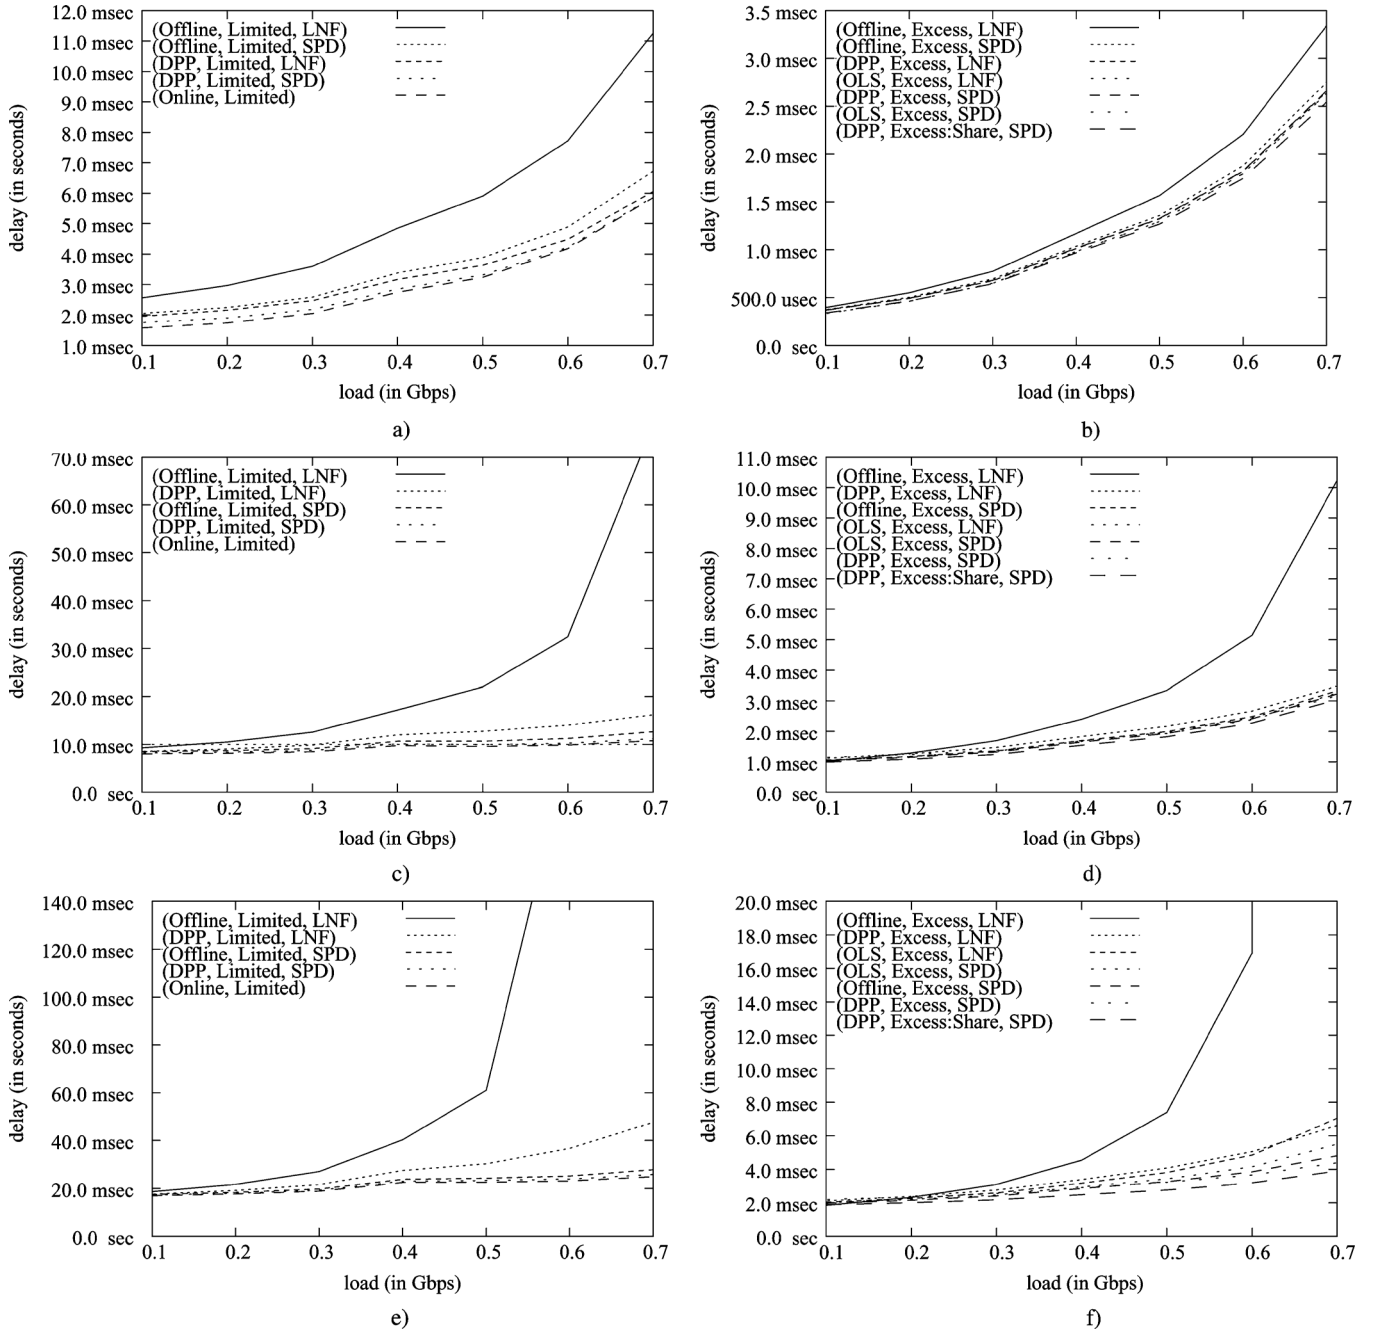 12.0 msec
11.0 msec
10.0 msec
9.0 msec
8.0 msec
7.0 msec
6.0 msec
5.0 msec
4.0 msec
3.0 msec
2.0 msec
1.0 msec
delay (in seconds)
(Offline, Limited, LNF)
(Offline, Limited, SPD)
(DPP, Limited, LNF)
(DPP, Limited, SPD)
(Online, Limited)
0.1 0.2 0.3 0.4 0.5 0.6 0.7
load (in Gbps)
a)
3.5 msec
3.0 msec
2.5 msec
2.0 msec
1.5 msec
1.0 msec
500.0 usec
0.0 sec
delay (in seconds)
(Offline, Excess, LNF)
(Offline, Excess, SPD)
(DPP, Excess, LNF)
(OLS, Excess, LNF)
(DPP, Excess, SPD)
(OLS, Excess, SPD)
(DPP, Excess:Share, SPD)
0.1 0.2 0.3 0.4 0.5 0.6 0.7
load (in Gbps)
b)
70.0 msec
60.0 msec
50.0 msec
40.0 msec
30.0 msec
20.0 msec
10.0 msec
0.0 sec
delay (in seconds)
(Offline, Limited, LNF)
(DPP, Limited, LNF)
(Offline, Limited, SPD)
(DPP, Limited, SPD)
(Online, Limited)
0.1 0.2 0.3 0.4 0.5 0.6 0.7
load (in Gbps)
c)
11.0 msec
10.0 msec
9.0 msec
8.0 msec
7.0 msec
6.0 msec
5.0 msec
4.0 msec
3.0 msec
2.0 msec
1.0 msec
0.0 sec
delay (in seconds)
(Offline, Excess, LNF)
(DPP, Excess, LNF)
(Offline, Excess, SPD)
(OLS, Excess, LNF)
(OLS, Excess, SPD)
(DPP, Excess, SPD)
(DPP, Excess:Share, SPD)
0.1 0.2 0.3 0.4 0.5 0.6 0.7
load (in Gbps)
d)
140.0 msec
120.0 msec
100.0 msec
80.0 msec
60.0 msec
40.0 msec
20.0 msec
0.0 sec
delay (in seconds)
(Offline, Limited, LNF)
(DPP, Limited, LNF)
(Offline, Limited, SPD)
(DPP, Limited, SPD)
(Online, Limited)
0.1 0.2 0.3 0.4 0.5 0.6 0.7
load (in Gbps)
e)
20.0 msec
18.0 msec
16.0 msec
14.0 msec
12.0 msec
10.0 msec
8.0 msec
6.0 msec
4.0 msec
2.0 msec
0.0 sec
delay (in seconds)
(Offline, Excess, LNF)
(DPP, Excess, LNF)
(OLS, Excess, LNF)
(OLS, Excess, SPD)
(Offline, Excess, SPD)
(DPP, Excess, SPD)
(DPP, Excess:Share, SPD)
0.1 0.2 0.3 0.4 0.5 0.6 0.7
load (in Gbps)
f)